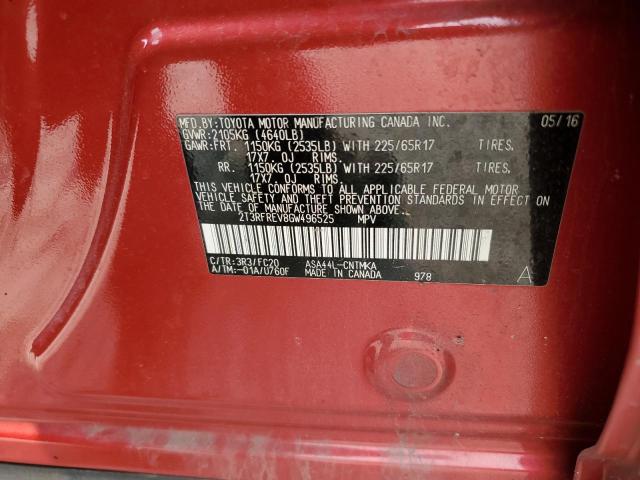 MFD.BY:TOYOTA MOTOR MANUFACTURING CANADA INC. 05/16
GVWR:2105KG (4640LB)
GAWR:FRT. 1150KG (2535LB) WITH 225/65R17 TIRES.
17X7.0J RIMS.
RR. 1150KG (2535LB) WITH 225/65R17 TIRES.
17X7.0J RIMS.
THIS VEHICLE CONFORMS TO ALL APPLICABLE FEDERAL MOTOR
VEHICLE SAFETY AND THEFT PREVENTION STANDARDS IN EFFECT ON
THE DATE OF MANUFACTURE SHOWN ABOVE.
2T3RFREV8GW496525 MPV
C/TR:3R3/FC20 ASA44L-CNTMKA
A/TM:-01A/U760F MADE IN CANADA 978 A